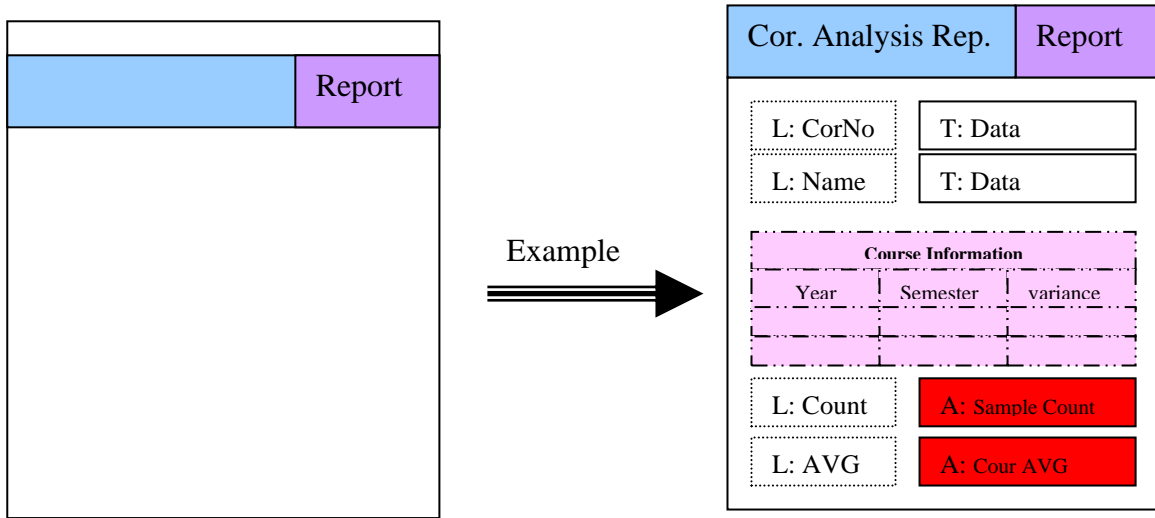 Report
Example
Cor. Analysis Rep. Report
L: CorNo T: Data
L: Name T: Data
Course Information
Year Semester variance
L: Count A: Sample Count
L: AVG A: Cour AVG